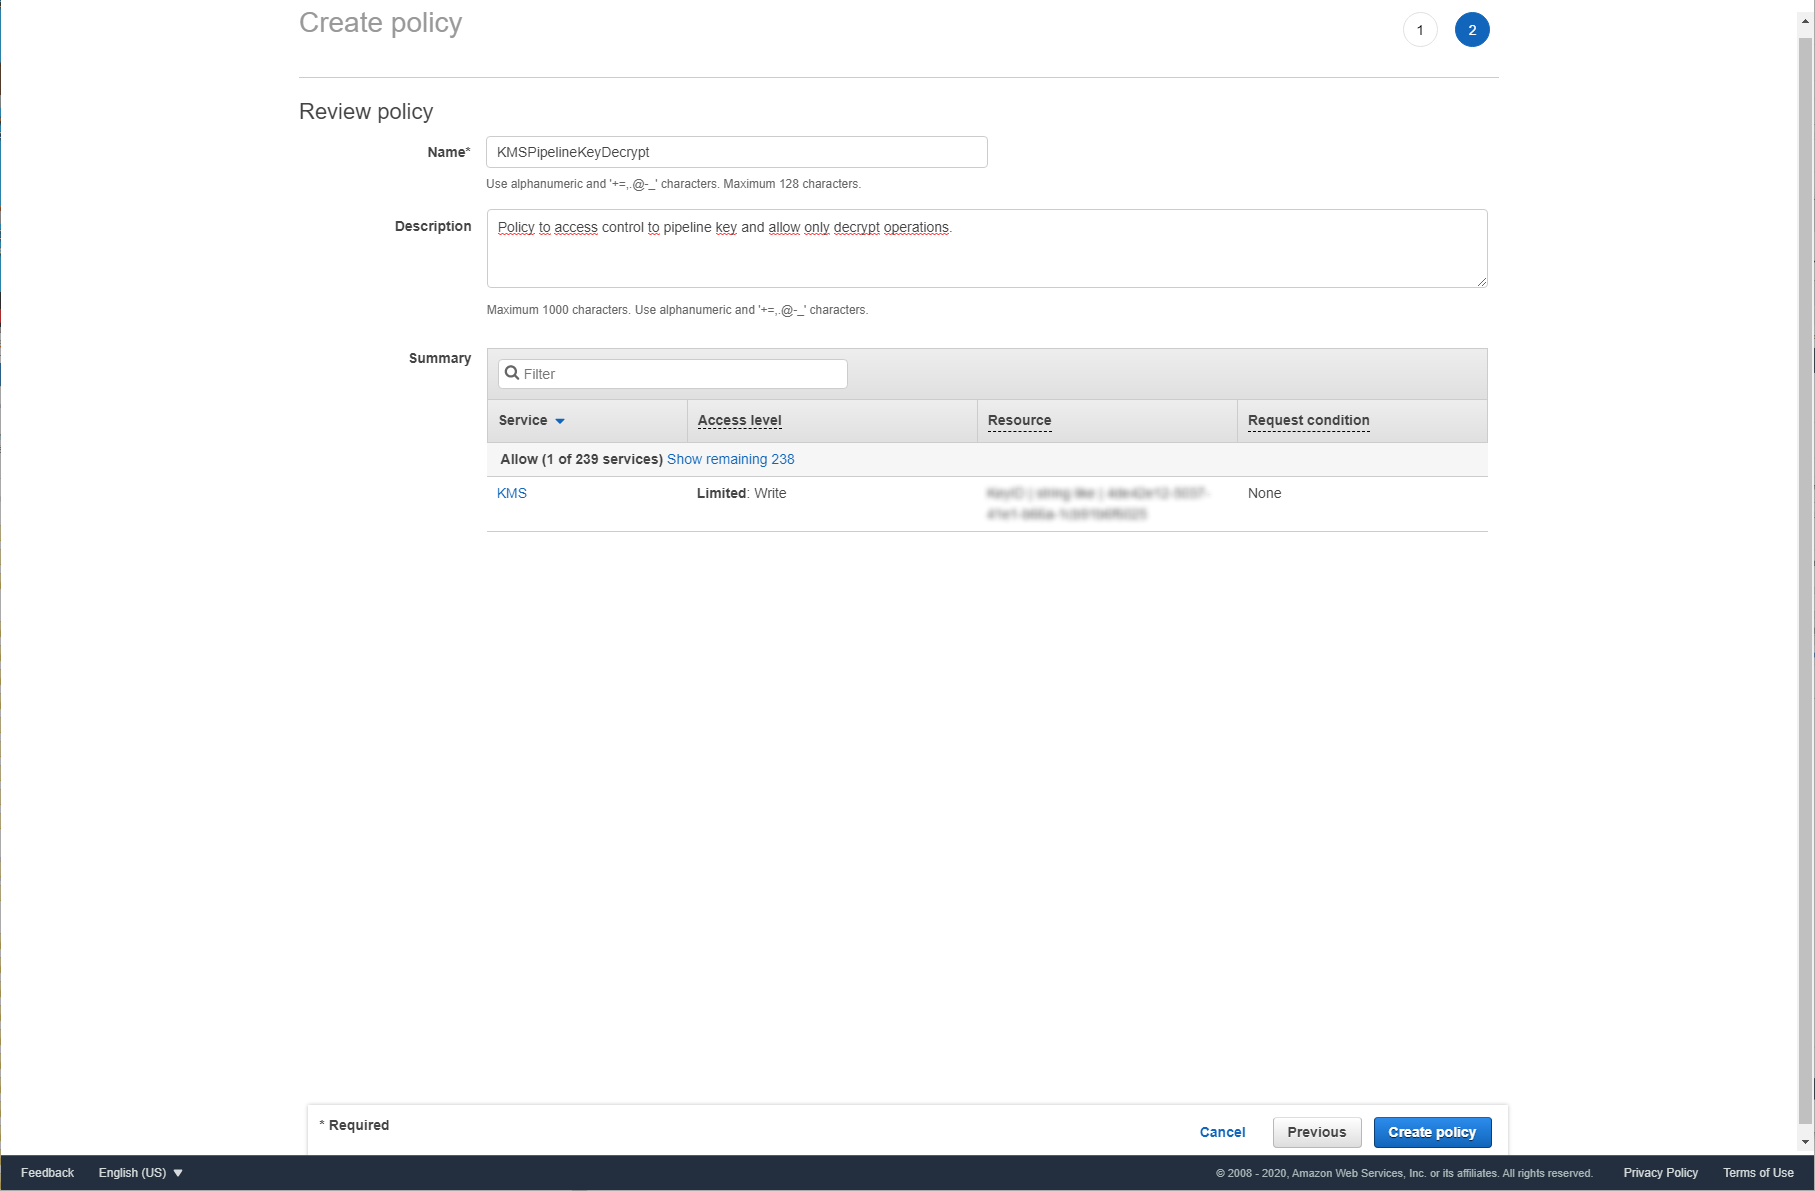 Create policy
1
2
Review policy
Name*
KMSPipelineKeyDecrypt
Use alphanumeric and '+=,.@-_' characters. Maximum 128 characters.
Description
Policy to access control to pipeline key and allow only decrypt operations.
Maximum 1000 characters. Use alphanumeric and '+=,.@-_' characters.
Summary
Filter
Service Access level Resource Request condition
Allow (1 of 239 services) Show remaining 238
KMS Limited: Write None
* Required
Cancel Previous Create policy
Feedback English (US) © 2008 - 2020, Amazon Web Services, Inc. or its affiliates. All rights reserved. Privacy Policy Terms of Use